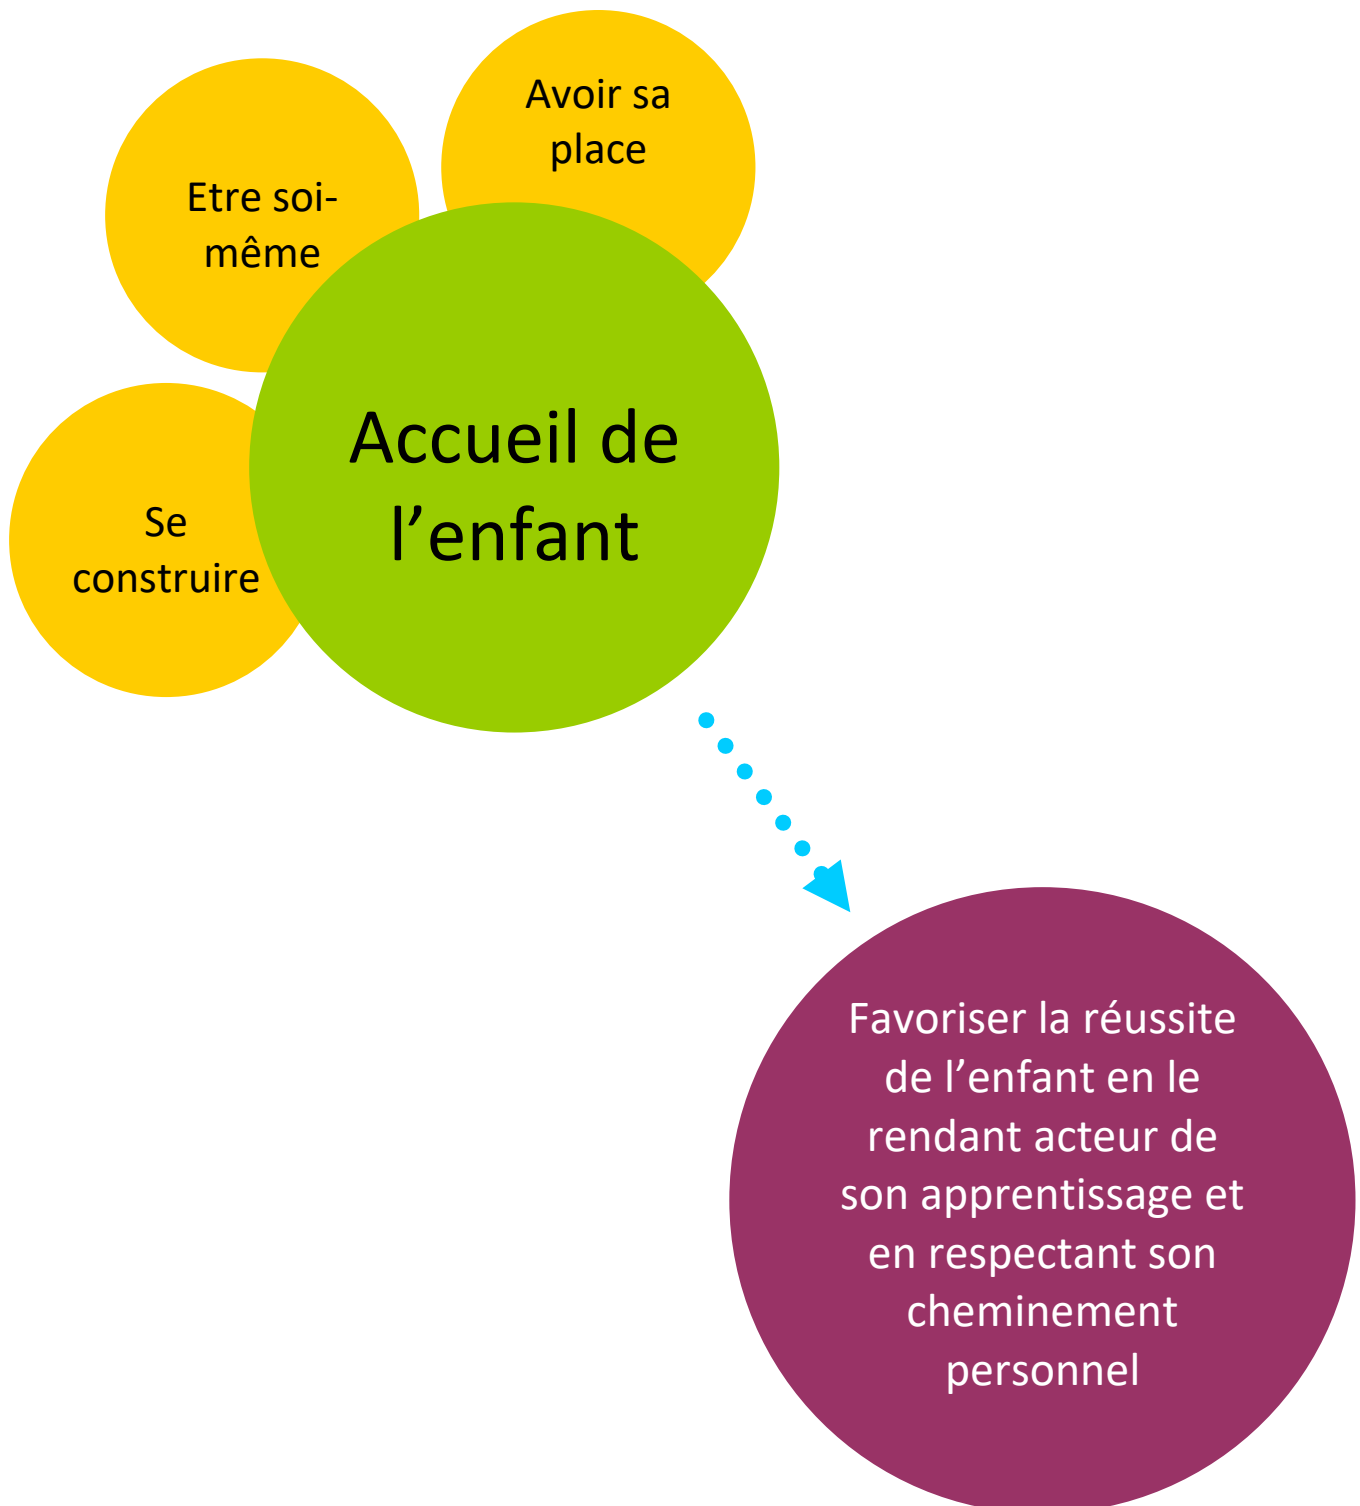 Avoir sa
place
Etre soi-
même
Accueil de
l’enfant
Se
construire
Favoriser la réussite
de l’enfant en le
rendant acteur de
son apprentissage et
en respectant son
cheminement
personnel